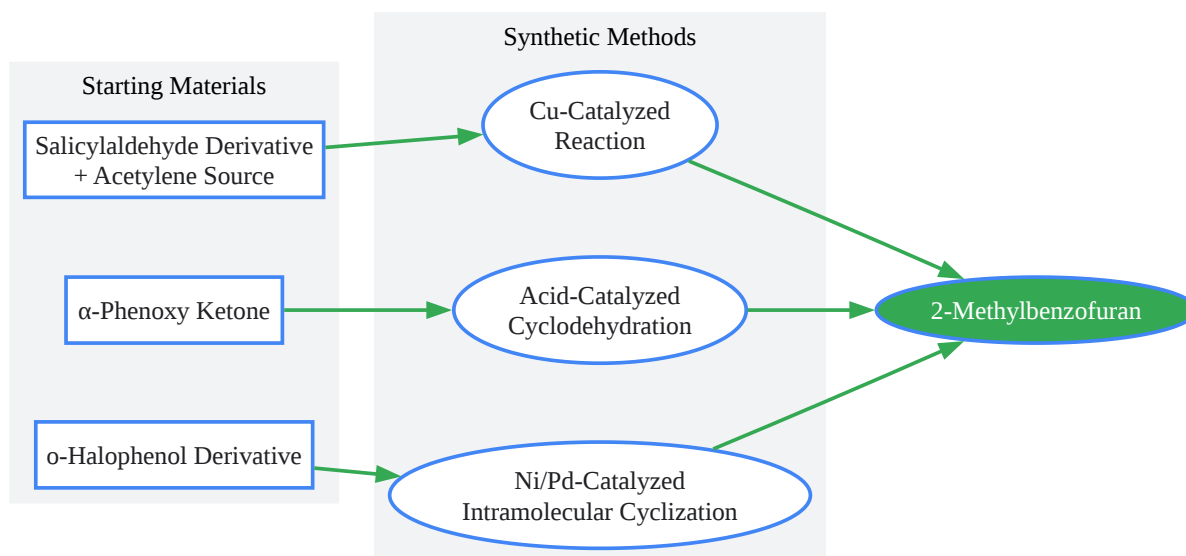 Synthetic Methods
Starting Materials
Cu-Catalyzed
Reaction
Salicylaldehyde Derivative
+ Acetylene Source
α-Phenoxy Ketone
Acid-Catalyzed
Cyclodehydration
2-Methylbenzofuran
o-Halophenol Derivative
Ni/Pd-Catalyzed
Intramolecular Cyclization